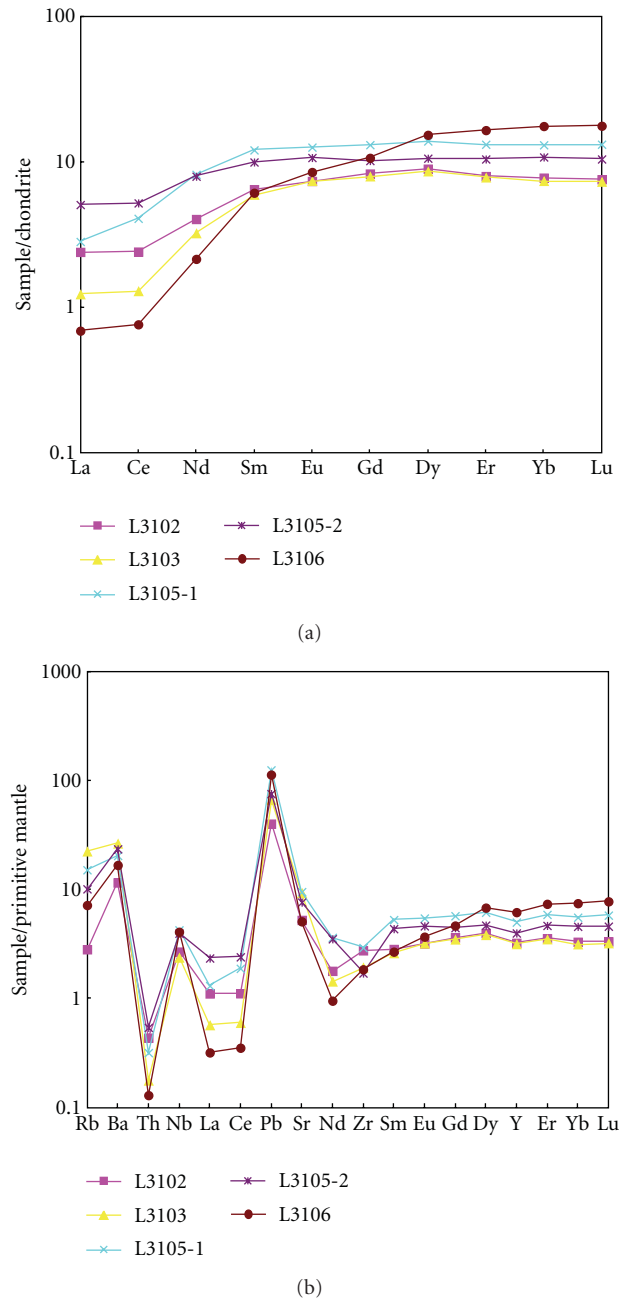 100
10
1
0.1
Sample/chondrite
La Ce Nd Sm Eu Gd Dy Er Yb Lu
L3102 L3105-2
L3103 L3106
L3105-1
(a)
1000
100
10
1
0.1
Sample/primitive mantle
Rb Ba Th Nb La Ce Pb Sr Nd Zr Sm Eu Gd Dy Y Er Yb Lu
L3102 L3105-2
L3103 L3106
L3105-1
(b)